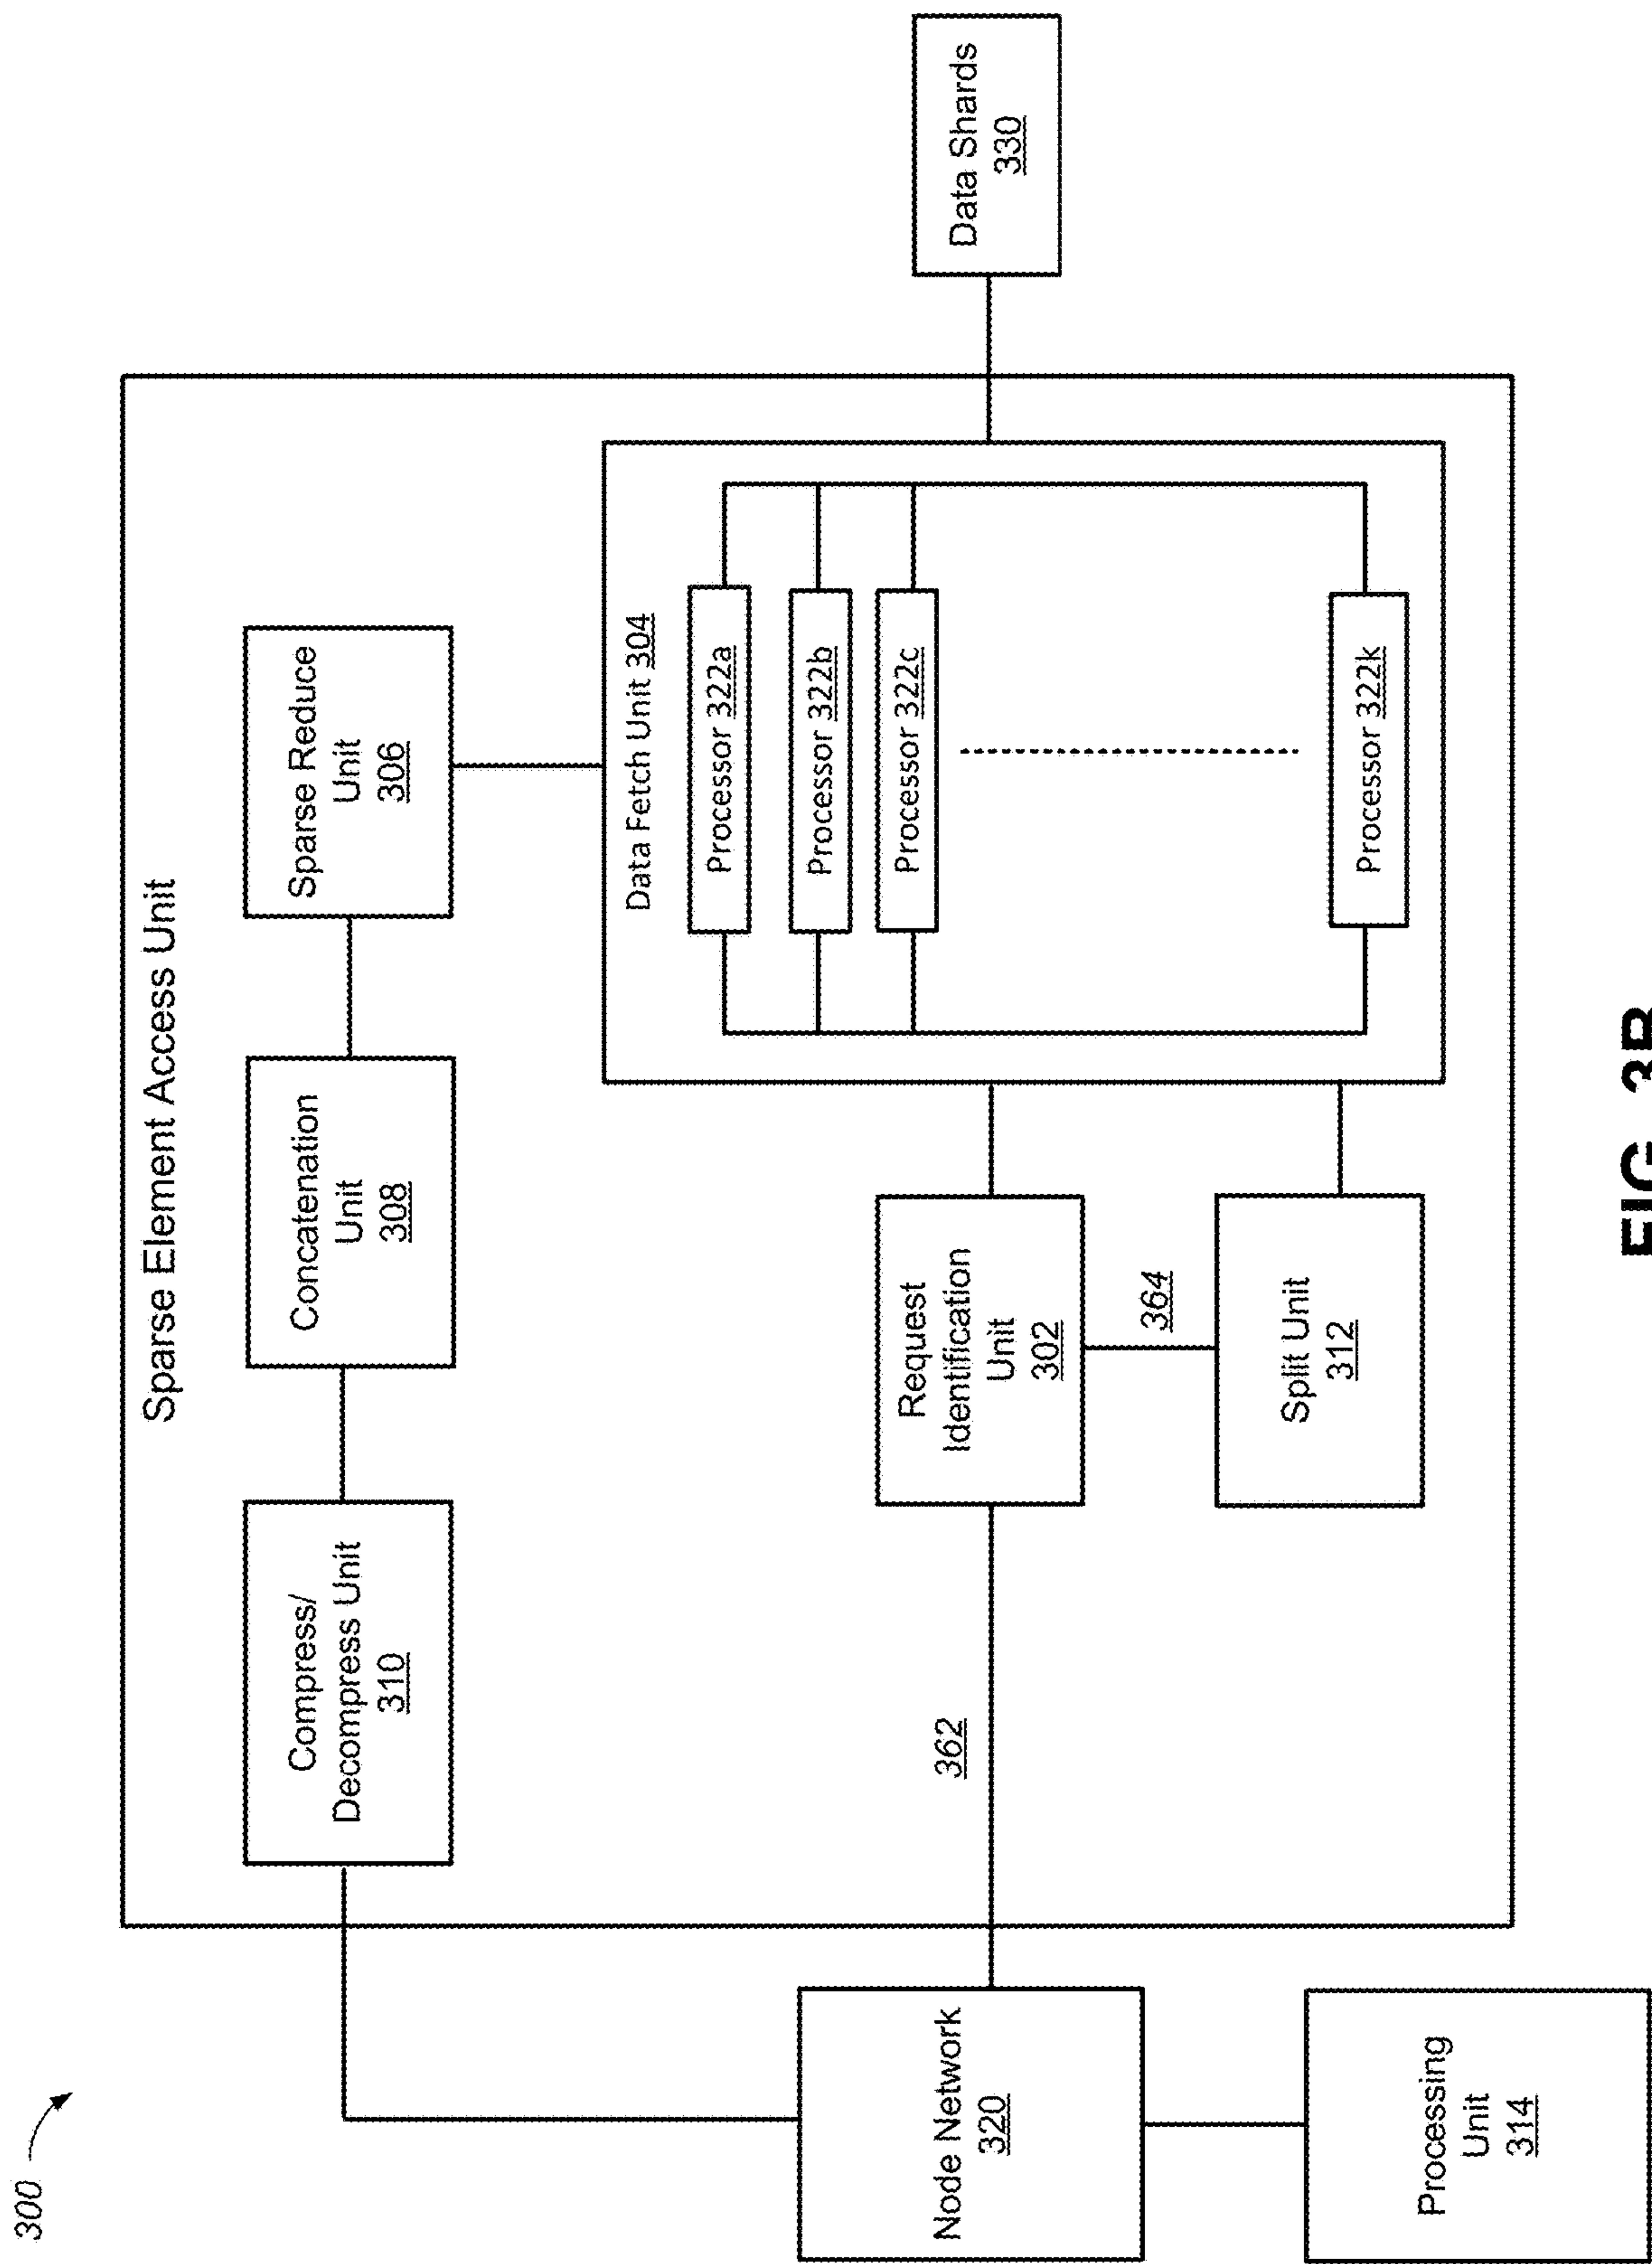 300
Sparse Element Access Unit
Compress/
Decompress Unit
310
Concatenation
Unit
308
Sparse Reduce
Unit
306
Node Network
320
362
Request
Identification
Unit
302
Data Fetch Unit 304
Processor 322a
Processor 322b
Processor 322c
Processor 322k
Data Shards
330
364
Processing
Unit
314
Split Unit
312
FIG. 3B